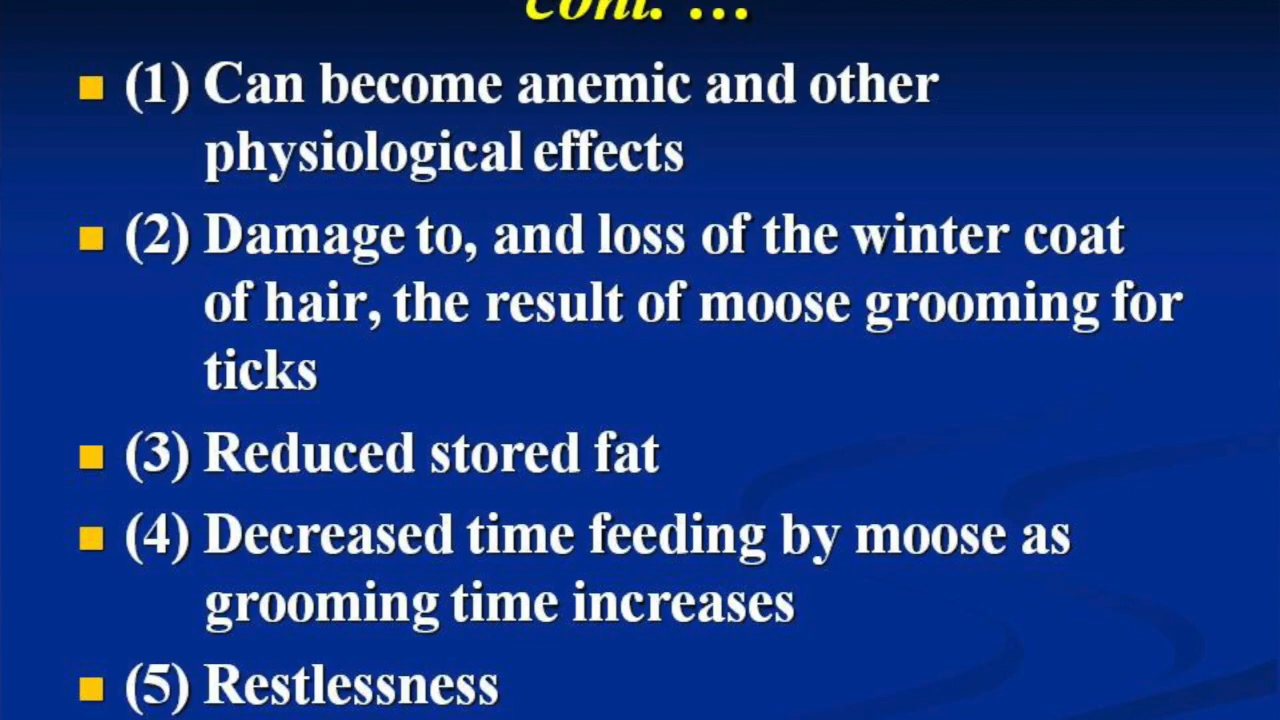 cont. ...
(1) Can become anemic and other
physiological effects
(2) Damage to, and loss of the winter coat
of hair, the result of moose grooming for
ticks
(3) Reduced stored fat
(4) Decreased time feeding by moose as
grooming time increases
(5) Restlessness